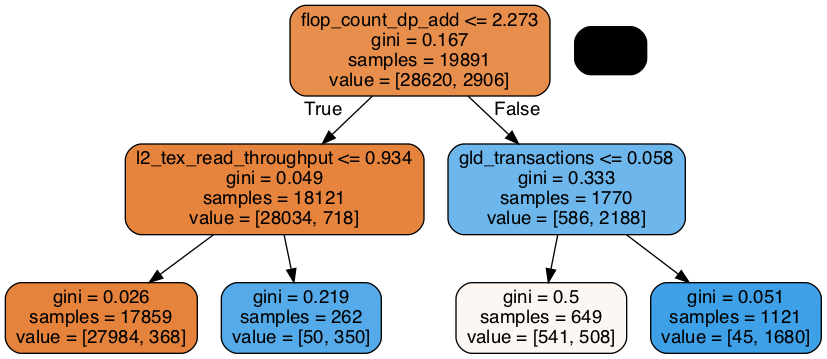 flop_count_dp_add <= 2.273
gini = 0.167
samples = 19891
value = [28620, 2906]
True
False
l2_tex_read_throughput <= 0.934
gini = 0.049
samples = 18121
value = [28034, 718]
gld_transactions <= 0.058
gini = 0.333
samples = 1770
value = [586, 2188]
gini = 0.026
samples = 17859
value = [27984, 368]
gini = 0.219
samples = 262
value = [50, 350]
gini = 0.5
samples = 649
value = [541, 508]
gini = 0.051
samples = 1121
value = [45, 1680]